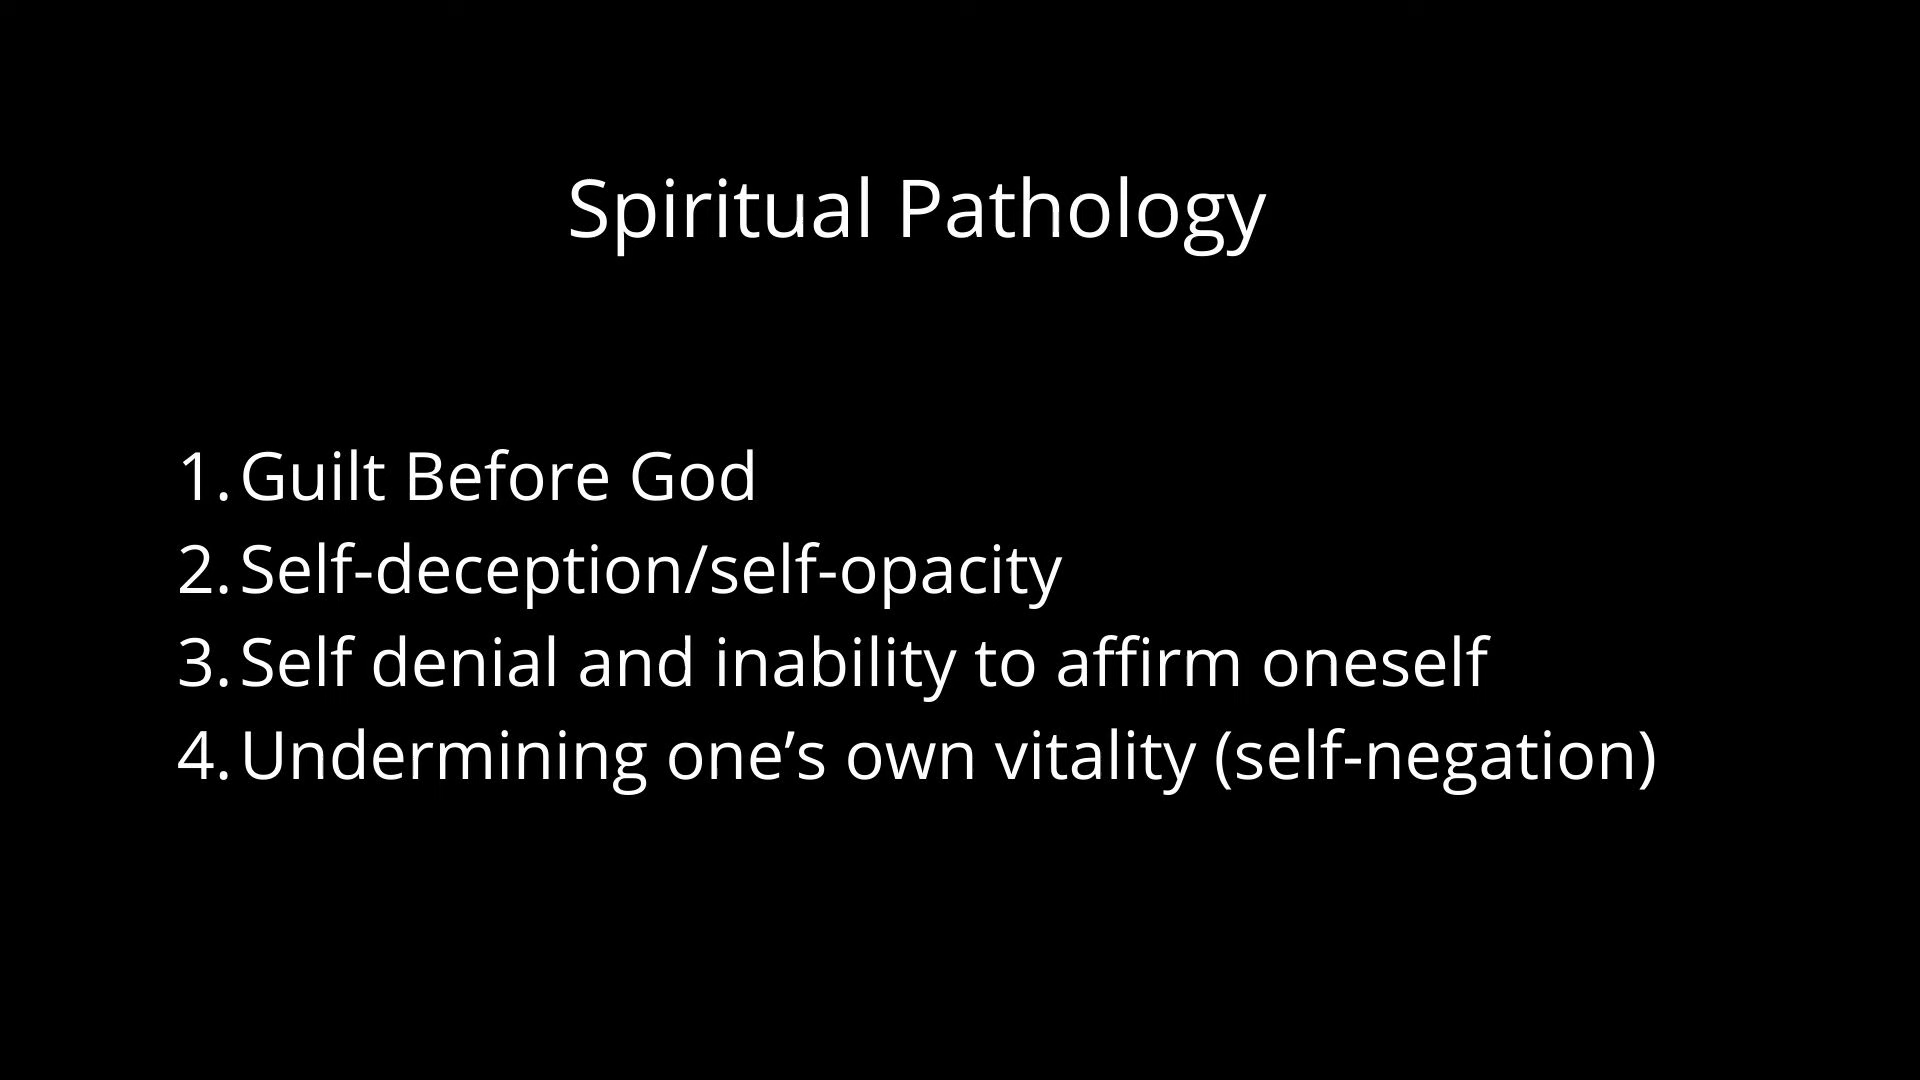 Spiritual Pathology
1. Guilt Before God
2. Self-deception/self-opacity
3. Self denial and inability to affirm oneself
4. Undermining one’s own vitality (self-negation)